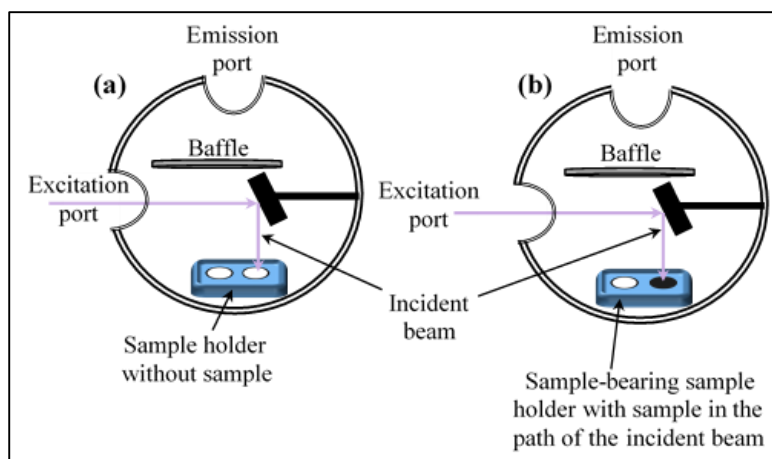 Emission
port
(a)
Baffle
Excitation
port
Sample holder
without sample
Incident
beam
Emission
port
(b)
Baffle
Excitation
port
Sample-bearing sample
holder with sample in the
path of the incident beam